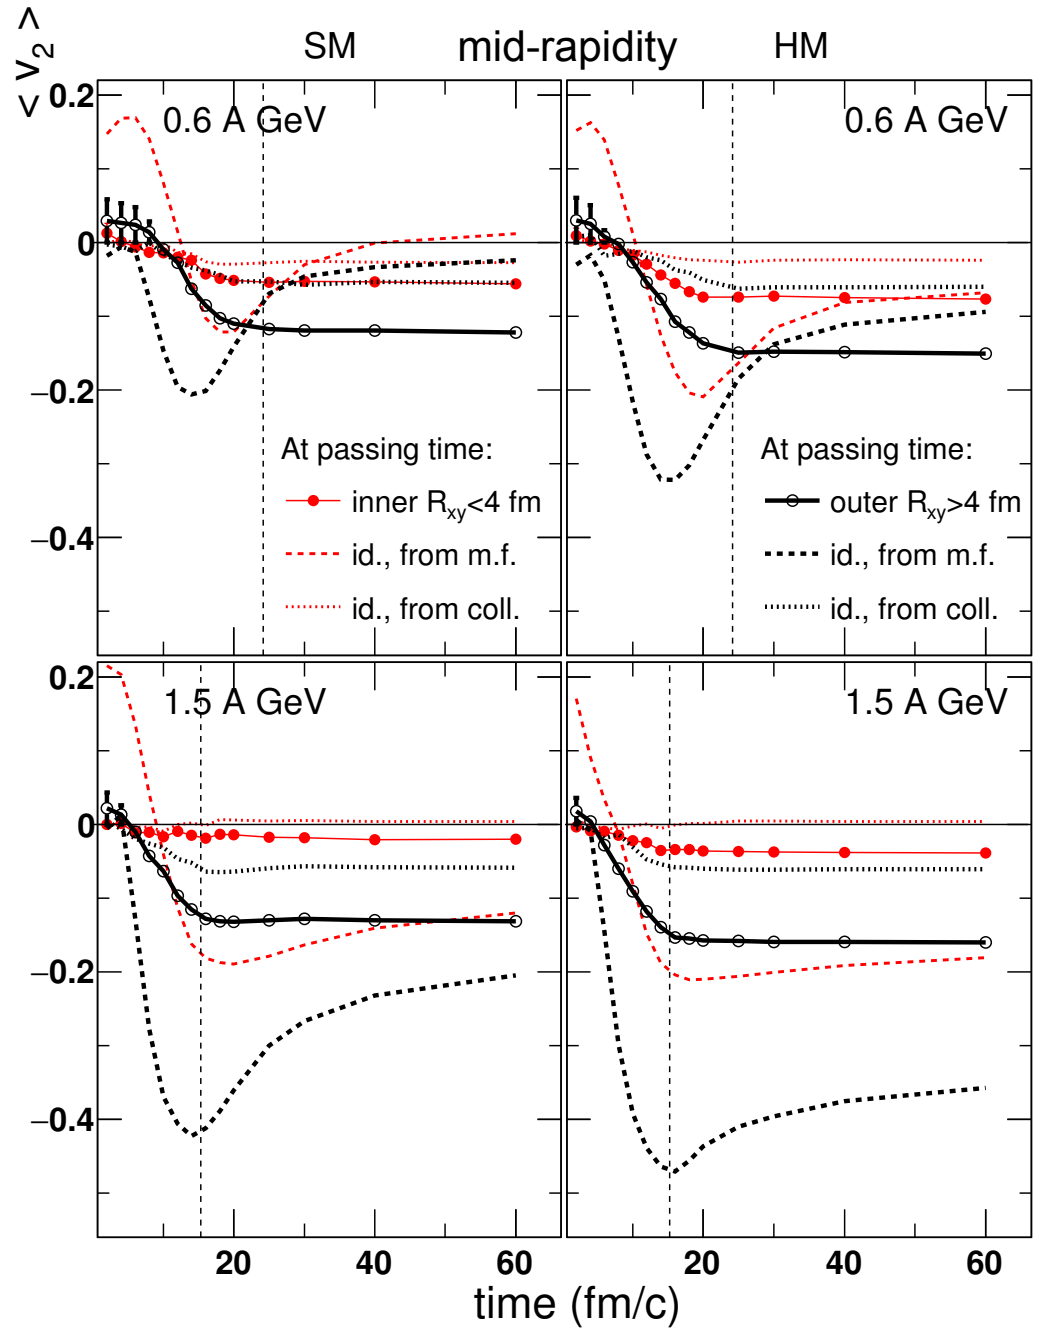 SM mid-rapidity HM
< v2 >
0.2
0
−0.2
−0.4
0.6 A GeV
At passing time:
inner Rxy<4 fm
id., from m.f.
id., from coll.
0.6 A GeV
At passing time:
outer Rxy>4 fm
id., from m.f.
id., from coll.
0.2
0
−0.2
−0.4
1.5 A GeV
1.5 A GeV
20 40 60
20 40 60
time (fm/c)